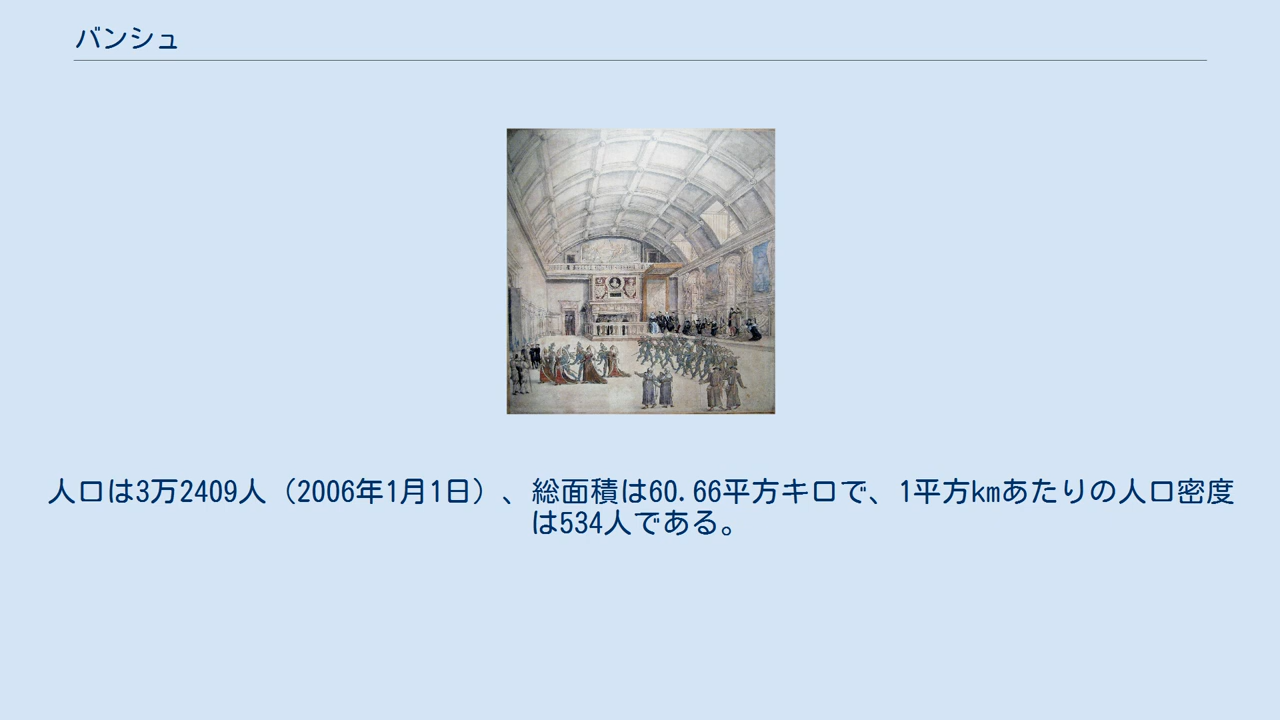 バンシュ
人口は3万2409人（2006年1月1日）、総面積は60.66平方キロで、1平方kmあたりの人口密度
は534人である。